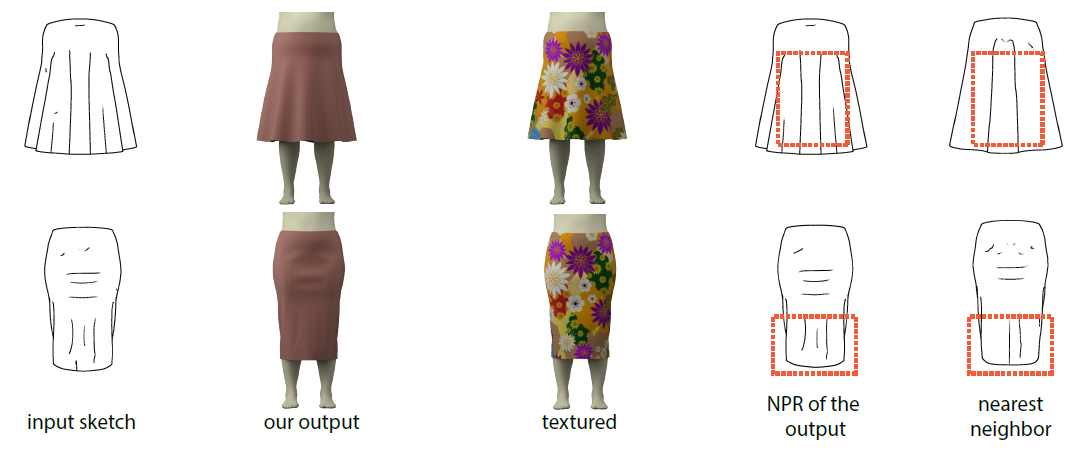 input sketch
our output
textured
NPR of the
output
nearest
neighbor